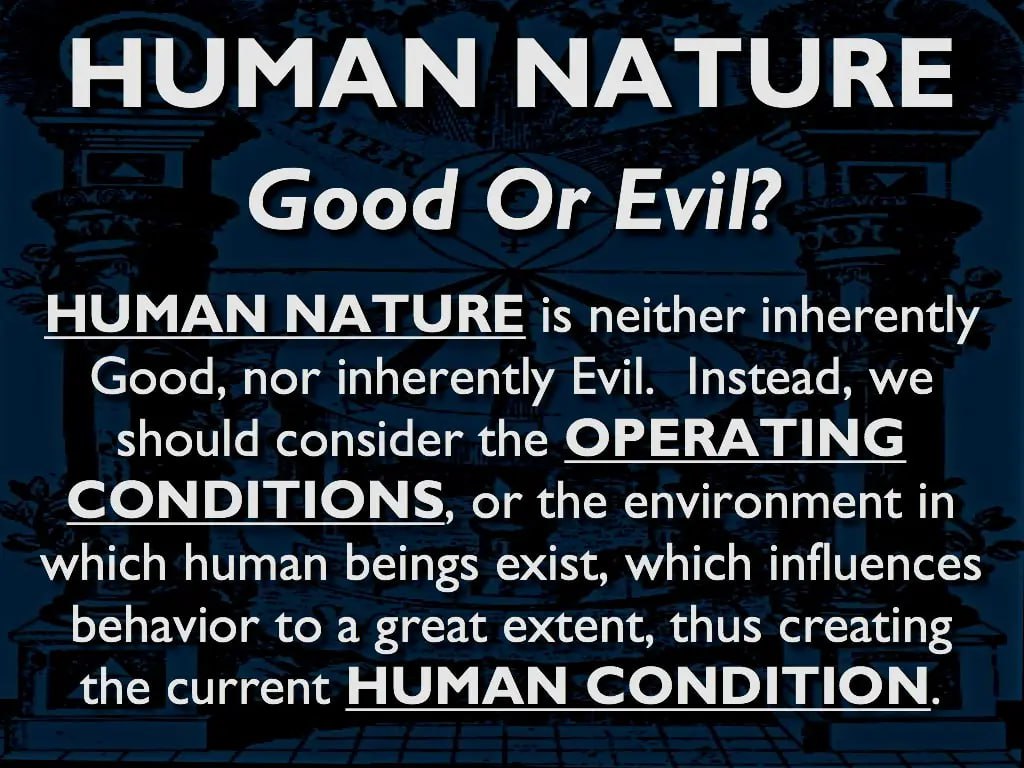 HUMAN NATURE
Good Or Evil?
PATER
HUMAN NATURE is neither inherently
Good, nor inherently Evil.  Instead, we
should consider the OPERATING
CONDITIONS, or the environment in
which human beings exist, which influences
behavior to a great extent, thus creating
the current HUMAN CONDITION.